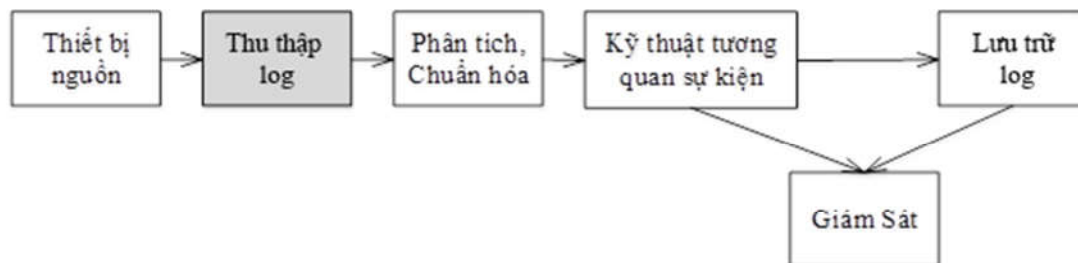 Thiết bị
nguồn
Thu thập
log
Phân tích,
Chuẩn hóa
Kỹ thuật tương
quan sự kiện
Lưu trữ
log
Giám Sát